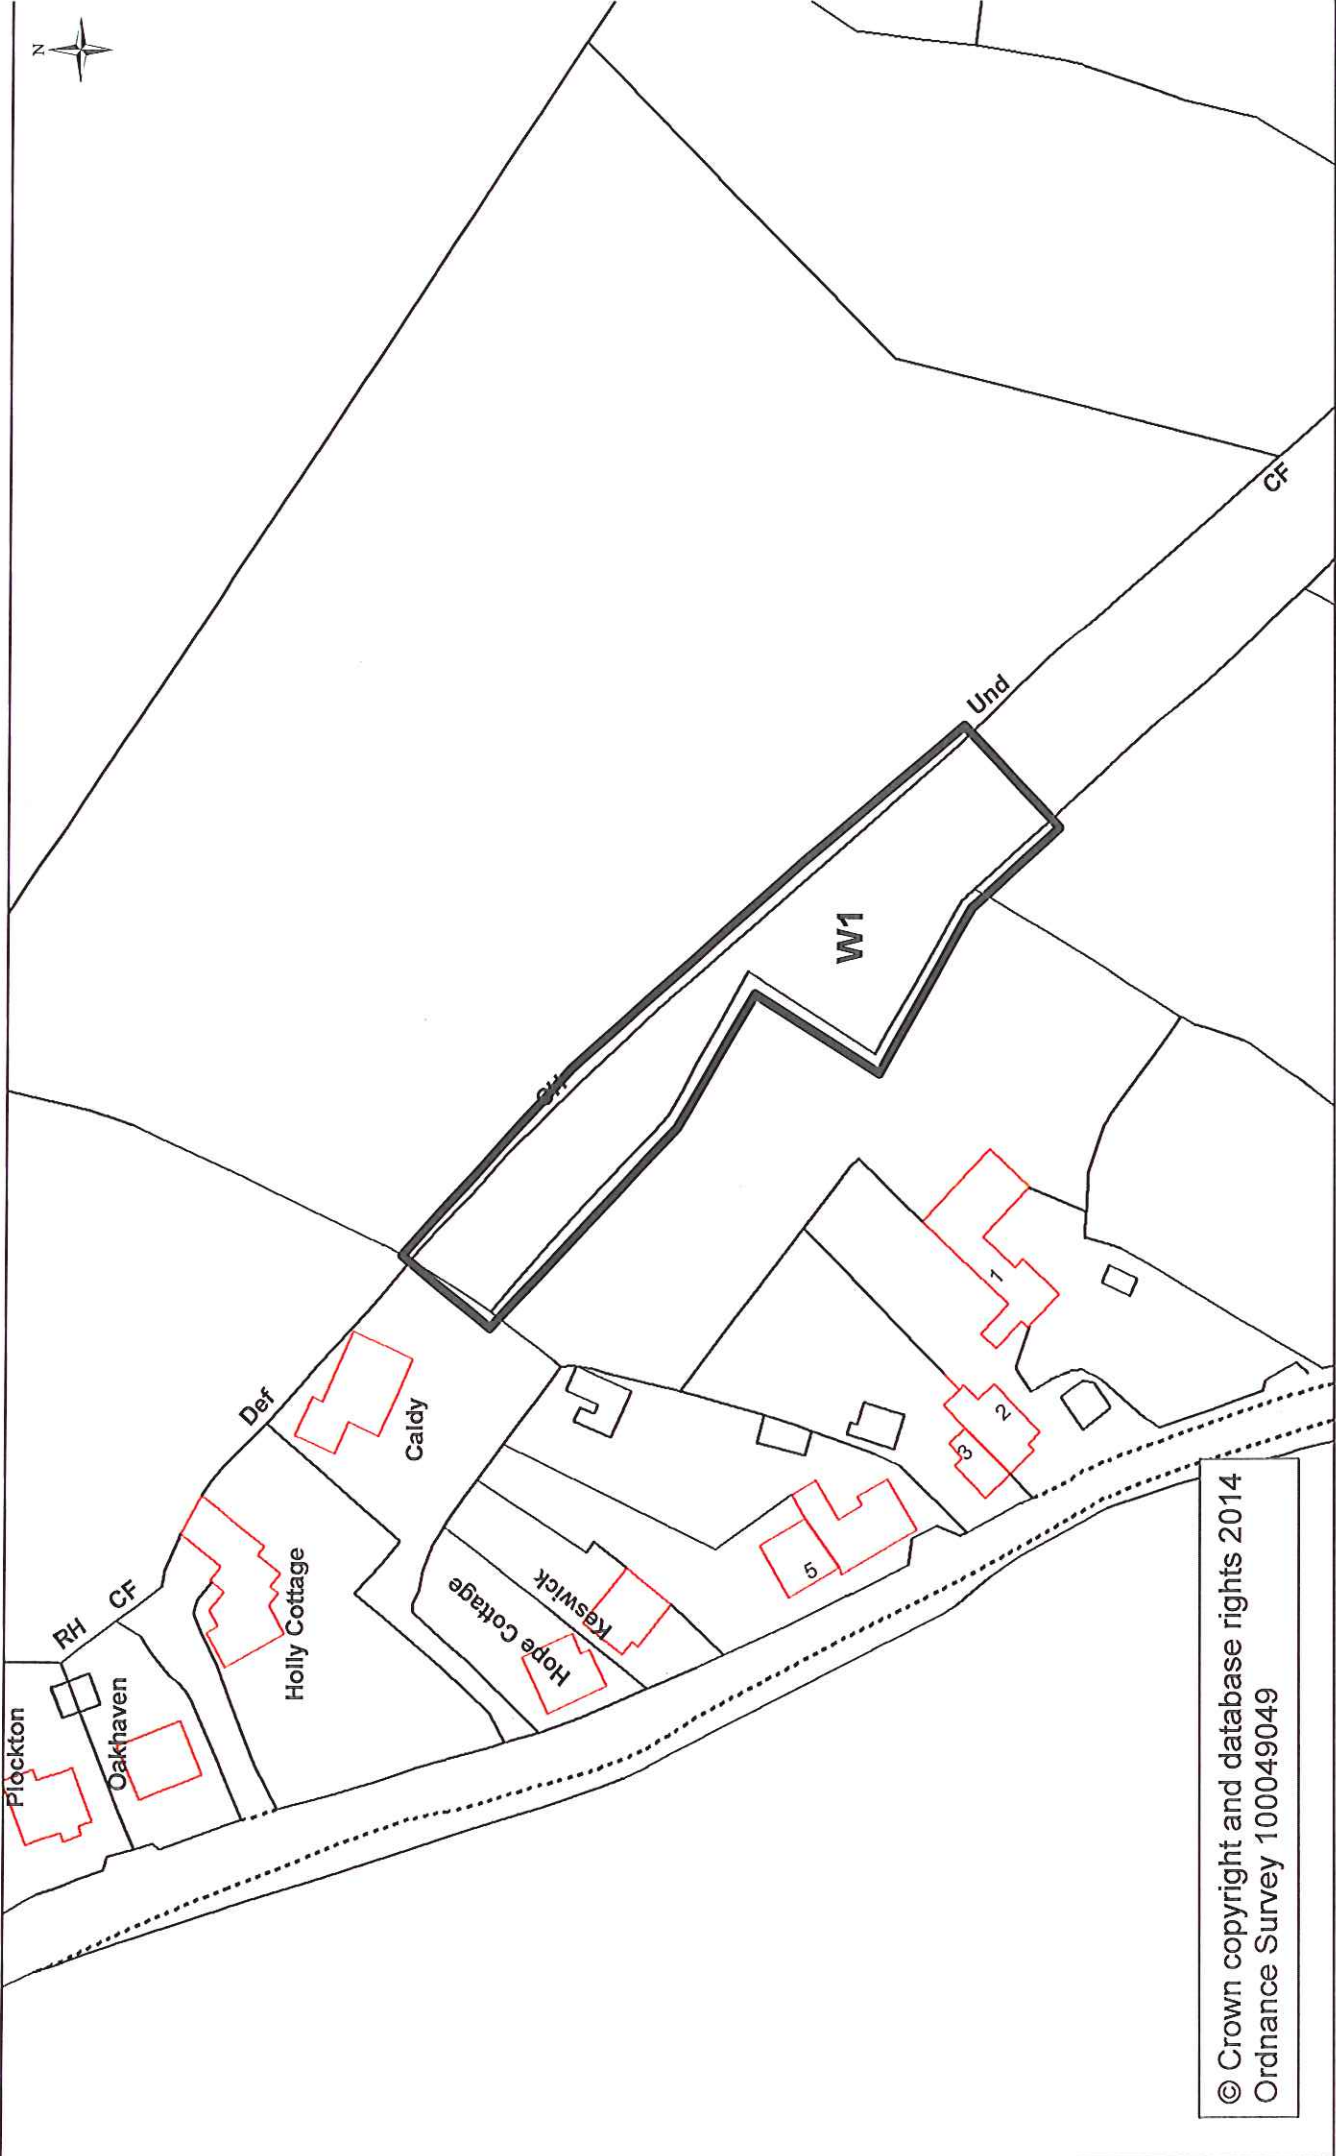 N
Plockton
Oakhaven
RH
CF
Holly Cottage
Def
Caldy
Hope Cottage
Keswick
5
3
2
1
W1
Und
CF
© Crown copyright and database rights 2014
Ordnance Survey 100049049